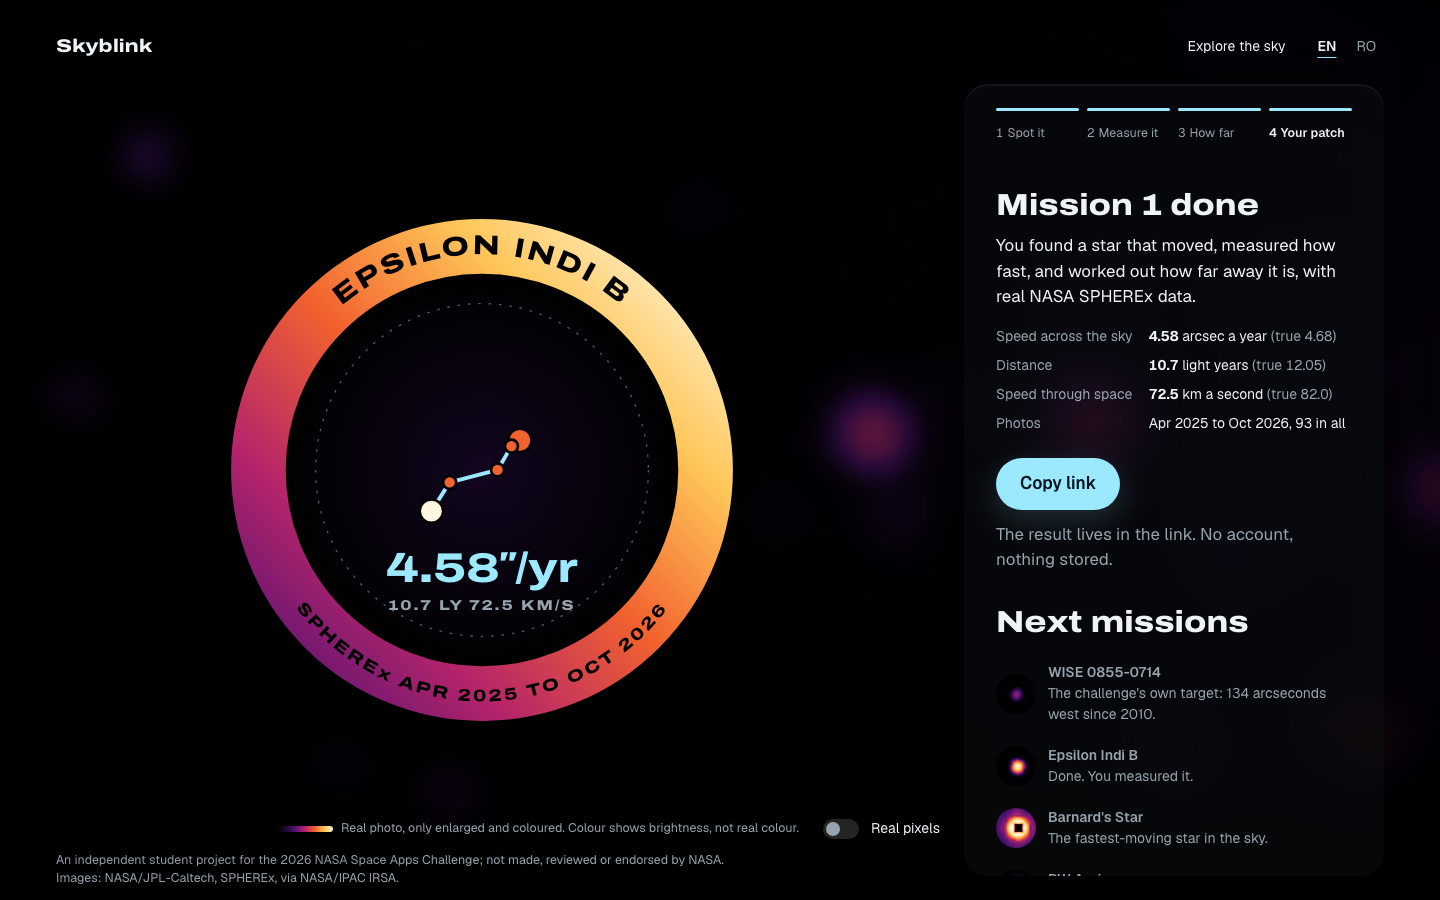 Skyblink
Explore the sky
EN
RO
1 Spot it
2 Measure it
3 How far
4 Your patch
EPSILON INDI B
4.58″/yr
10.7 LY 72.5 KM/S
SPHEREx APR 2025 TO OCT 2026
Mission 1 done
You found a star that moved, measured how
fast, and worked out how far away it is, with
real NASA SPHEREx data.
Speed across the sky 4.58 arcsec a year (true 4.68)
Distance 10.7 light years (true 12.05)
Speed through space 72.5 km a second (true 82.0)
Photos Apr 2025 to Oct 2026, 93 in all
Copy link
The result lives in the link. No account,
nothing stored.
Next missions
WISE 0855-0714
The challenge's own target: 134 arcseconds
west since 2010.
Epsilon Indi B
Done. You measured it.
Barnard's Star
The fastest-moving star in the sky.
Real photo, only enlarged and coloured. Colour shows brightness, not real colour.
Real pixels
An independent student project for the 2026 NASA Space Apps Challenge; not made, reviewed or endorsed by NASA.
Images: NASA/JPL-Caltech, SPHEREx, via NASA/IPAC IRSA.